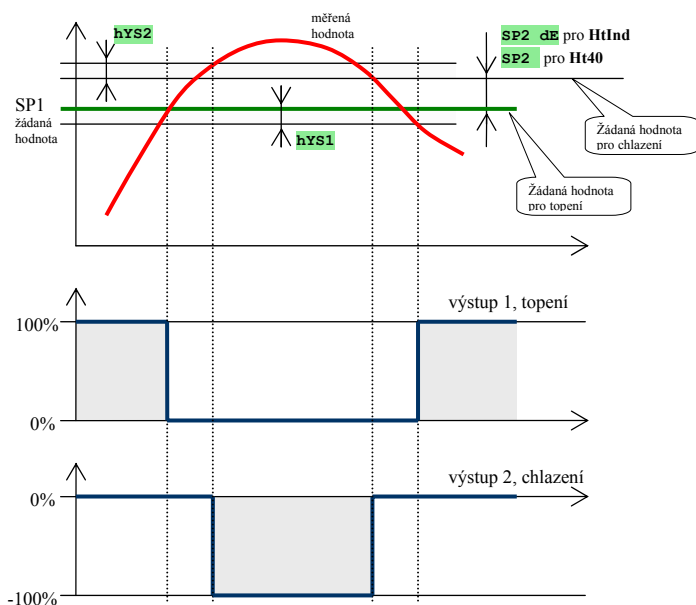 hYS2
měřená
hodnota
SP2 dE pro HtInd
SP2 pro Ht40
SP1
žádaná
hodnota
hYS1
Žádaná hodnota
pro chlazení
Žádaná hodnota
pro topení
výstup 1, topení
100%
0%
výstup 2, chlazení
0%
-100%